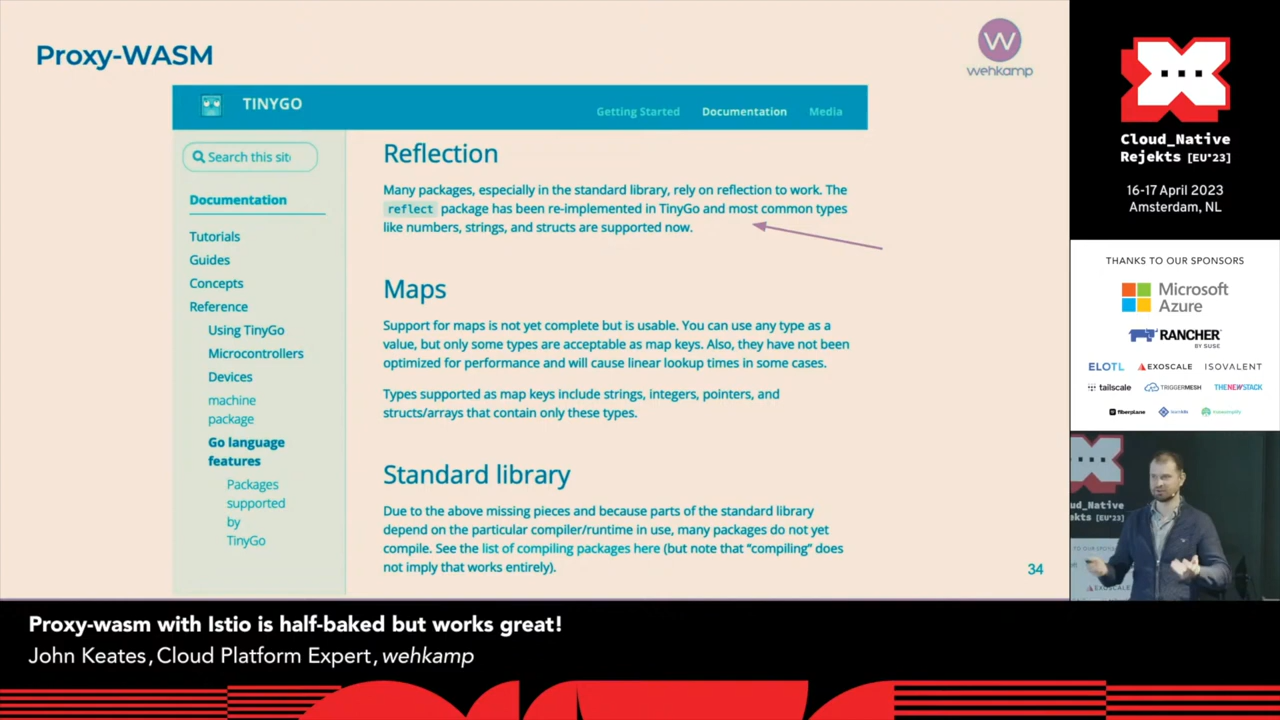 Proxy-WASM
wehkamp
TINYGO
Getting Started
Documentation
Media
Search this sit
Documentation
Tutorials
Guides
Concepts
Reference
Using TinyGo
Microcontrollers
Devices
machine
package
Go language
features
Packages
supported
by
TinyGo
Reflection
Many packages, especially in the standard library, rely on reflection to work. The
reflect package has been re-implemented in TinyGo and most common types
like numbers, strings, and structs are supported now.
Maps
Support for maps is not yet complete but is usable. You can use any type as a
value, but only some types are acceptable as map keys. Also, they have not been
optimized for performance and will cause linear lookup times in some cases.
Types supported as map keys include strings, integers, pointers, and
structs/arrays that contain only these types.
Standard library
Due to the above missing pieces and because parts of the standard library
depend on the particular compiler/runtime in use, many packages do not yet
compile. See the list of compiling packages here (but note that “compiling” does
not imply that works entirely).
34
Cloud_Native
Rejekts [EU*23]
16-17 April 2023
Amsterdam, NL
THANKS TO OUR SPONSORS
Microsoft
Azure
RANCHER
BY SUSE
ELOTL
EXOSCALE
ISOVALENT
tailscale
TRIGGERMESH
THENEWSTACK
fiberplane
Proxy-wasm with Istio is half-baked but works great!
John Keates, Cloud Platform Expert, wehkamp